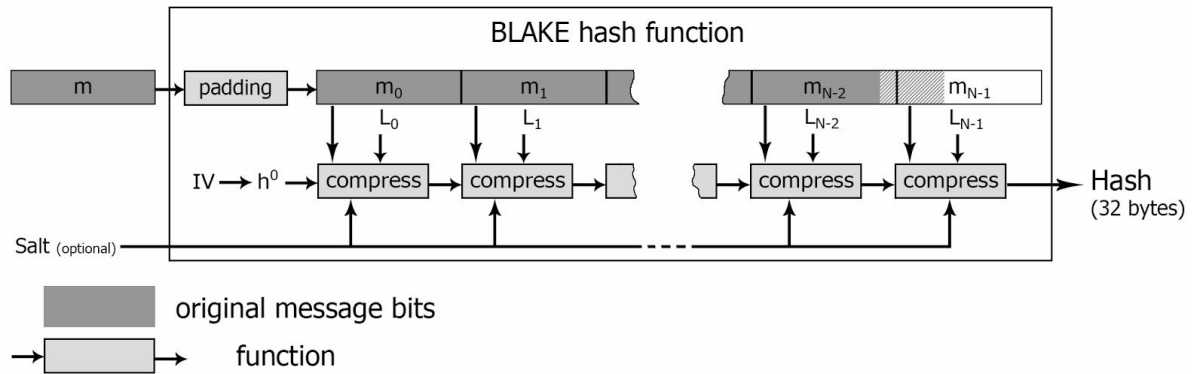 BLAKE hash function
m
padding
m0
m1
mN-2
mN-1
L0
L1
LN-2
LN-1
IV
h0
compress
compress
compress
compress
Hash
(32 bytes)
Salt (optional)
original message bits
function